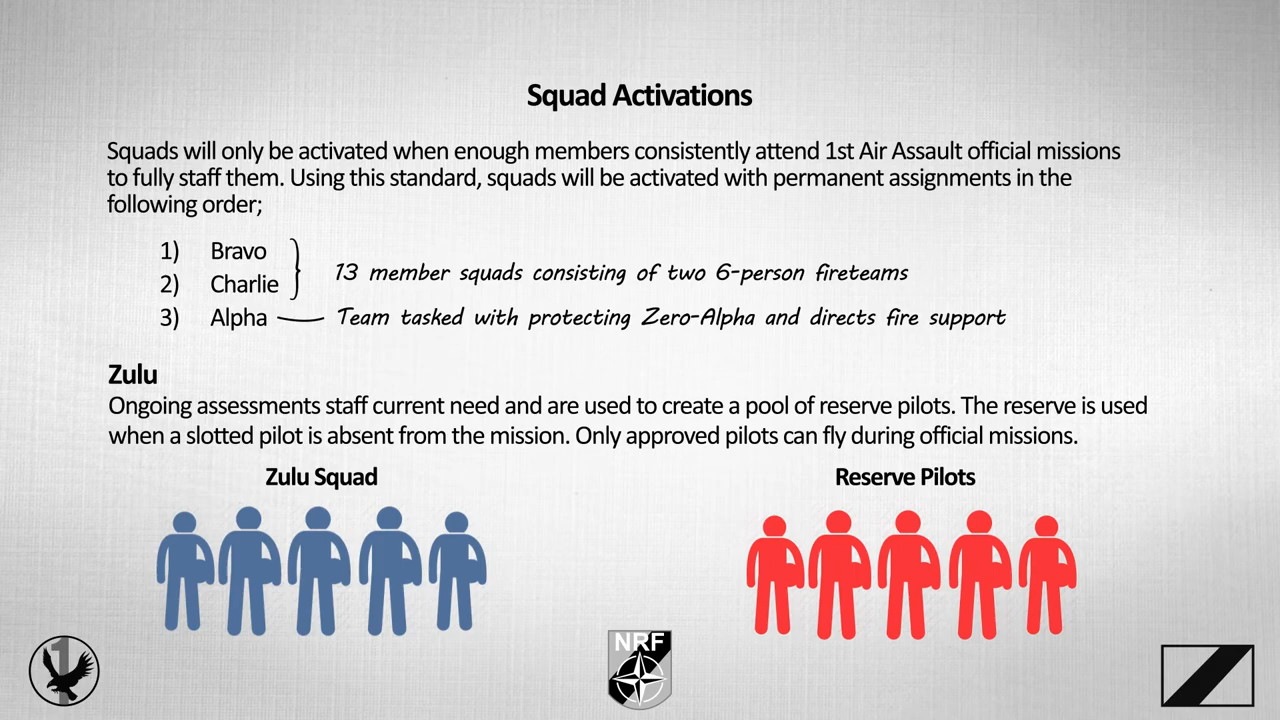 Squad Activations
Squads will only be activated when enough members consistently attend 1st Air Assault official missions
to fully staff them. Using this standard, squads will be activated with permanent assignments in the
following order;
1) Bravo
2) Charlie
13 member squads consisting of two 6-person fireteams
3) Alpha
Team tasked with protecting Zero-Alpha and directs fire support
Zulu
Ongoing assessments staff current need and are used to create a pool of reserve pilots. The reserve is used
when a slotted pilot is absent from the mission. Only approved pilots can fly during official missions.
Zulu Squad
Reserve Pilots
1
NRF